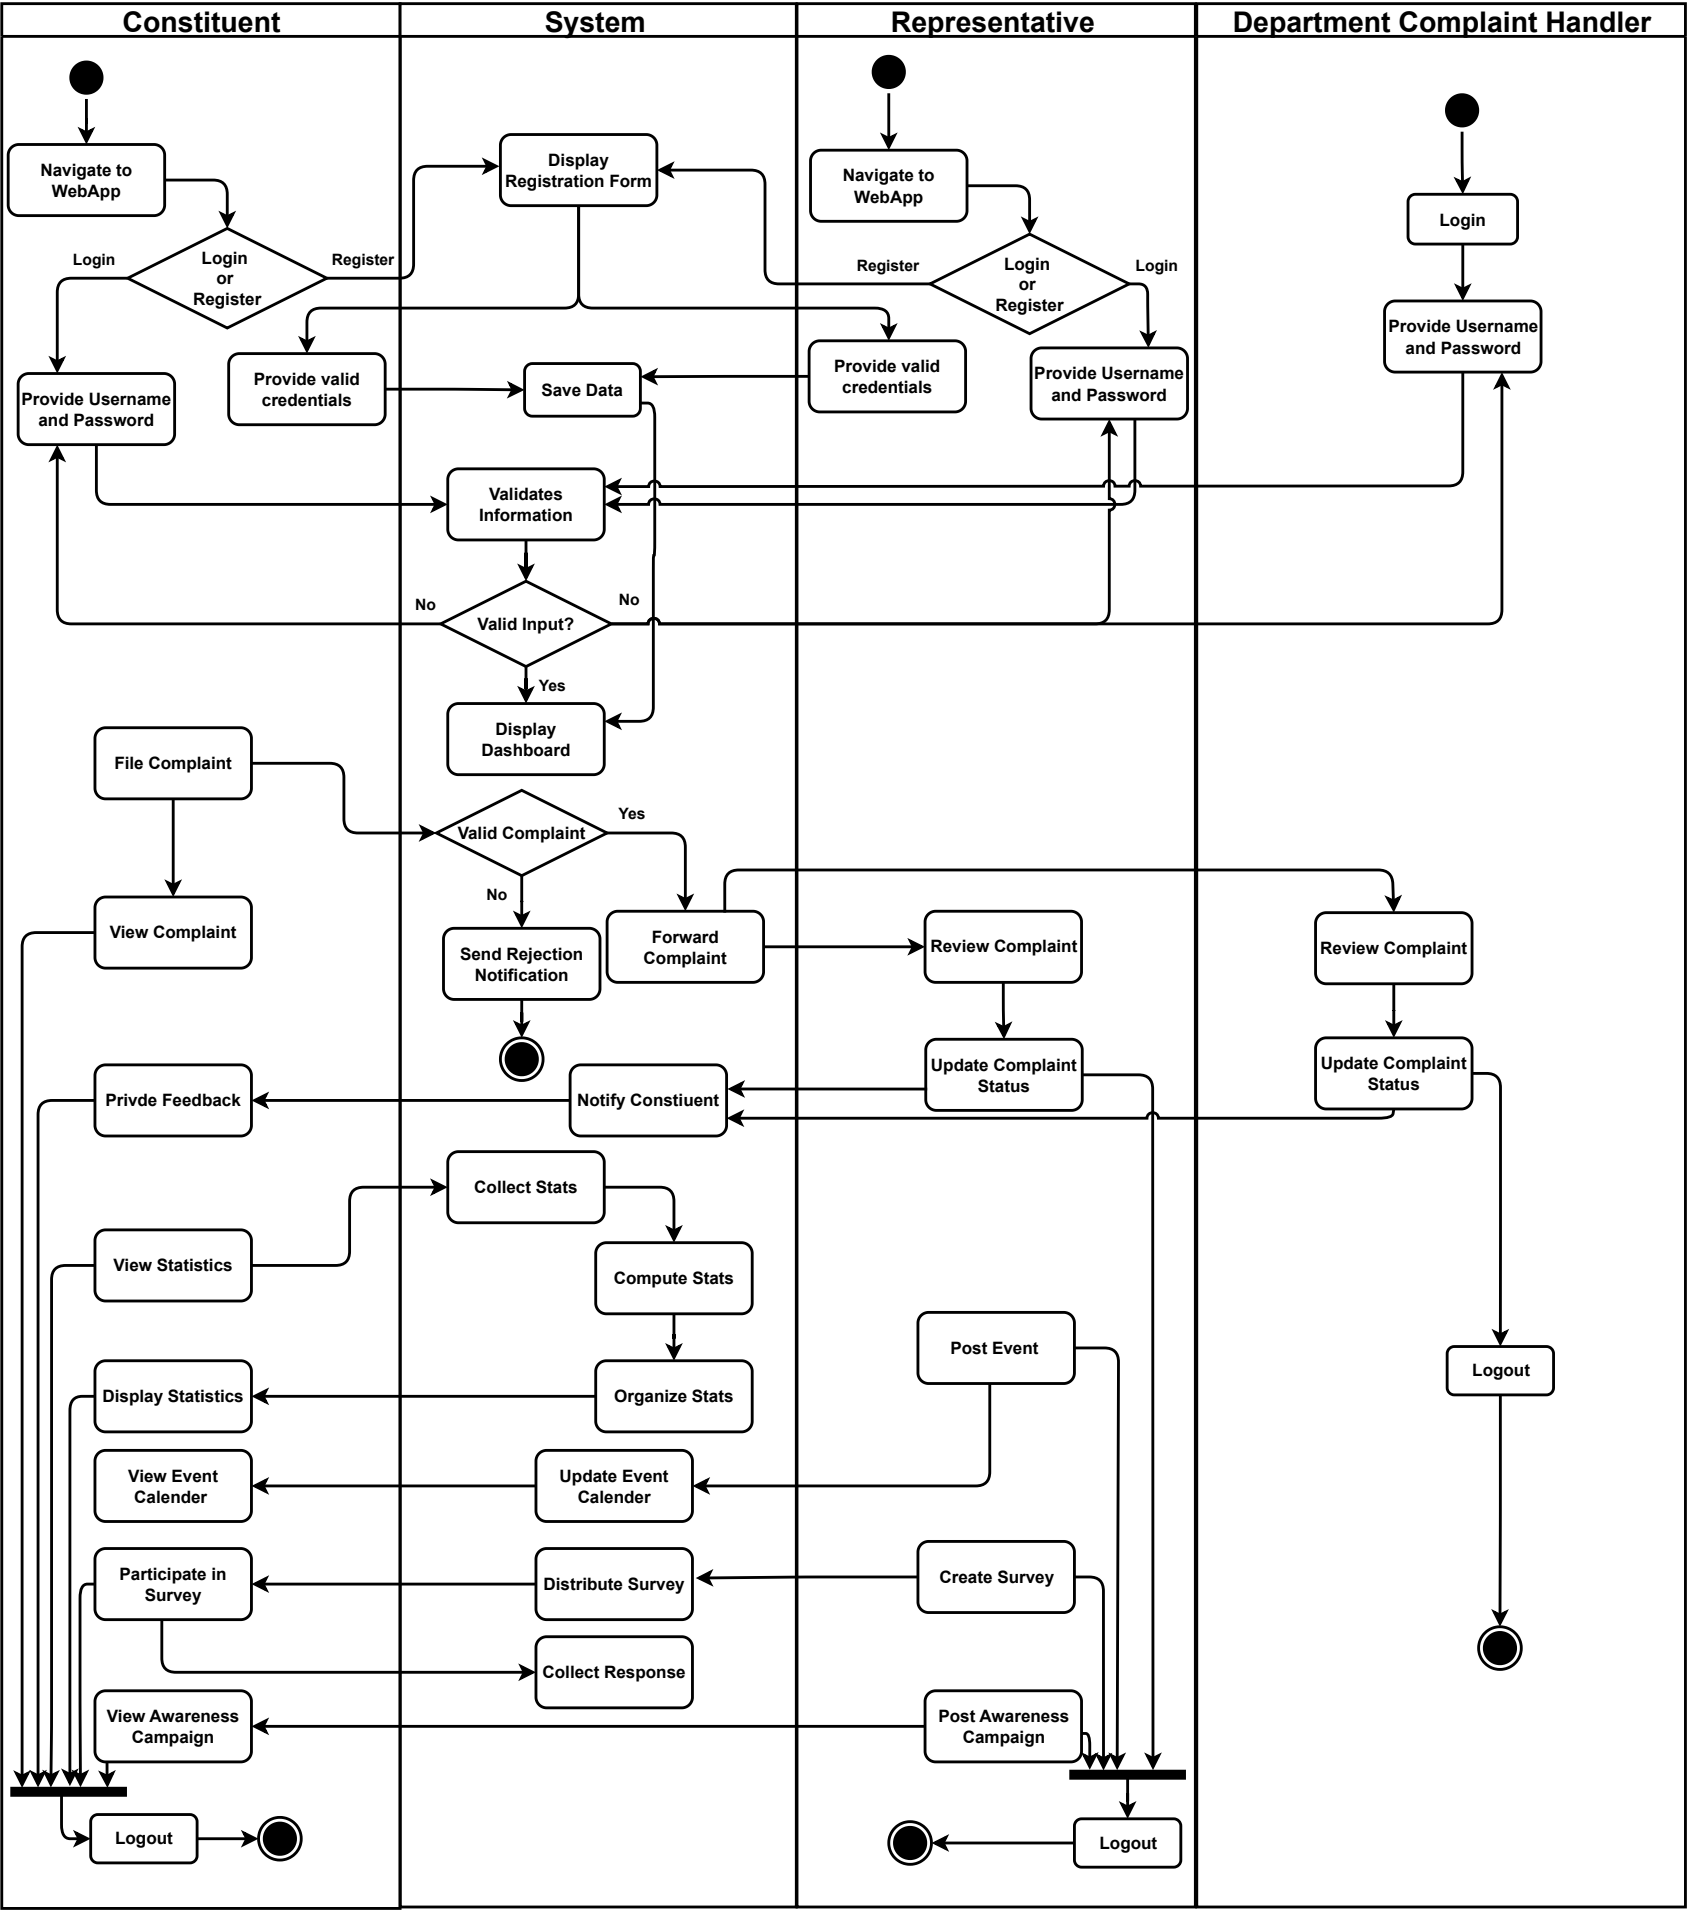 Constituent
System
Representative
Department Complaint Handler
Navigate to
WebApp
Display
Registration Form
Navigate to
WebApp
Login
Login
Login
or
Register
Register
Register
Login
or
Register
Login
Provide Username
and Password
Provide valid
credentials
Save Data
Provide valid
credentials
Provide Username
and Password
Provide Username
and Password
Validates
Information
No
Valid Input?
No
Yes
Display
Dashboard
File Complaint
Valid Complaint
Yes
No
View Complaint
Send Rejection
Notification
Forward
Complaint
Review Complaint
Review Complaint
Update Complaint
Status
Update Complaint
Status
Privde Feedback
Notify Constiuent
Collect Stats
View Statistics
Compute Stats
Post Event
Logout
Display Statistics
Organize Stats
View Event
Calender
Update Event
Calender
Participate in
Survey
Distribute Survey
Create Survey
Collect Response
View Awareness
Campaign
Post Awareness
Campaign
Logout
Logout